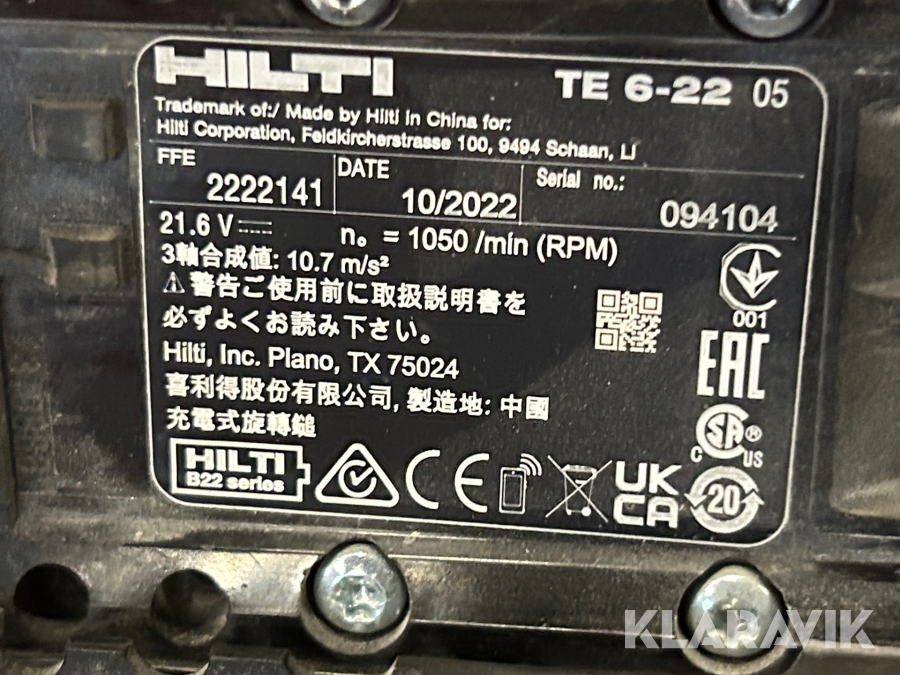 HILTI
TE 6-22 05
Trademark of:/ Made by Hilti in China for:
Hilti Corporation, Feldkircherstrasse 100, 9494 Schaan, LI
FFE 2222141
DATE 10/2022
Serial no.: 094104
21.6 V n₀ = 1050 /min (RPM)
3軸合成値: 10.7 m/s²
⚠警告ご使用前に取扱説明書を
必ずよくお読み下さい。
001
Hilti, Inc. Plano, TX 75024
EAC
喜利得股份有限公司, 製造地: 中國
充電式旋轉鎚
SA®
C US
HILTI
B22 series
CE
UK
CA
20
KLARAVIK